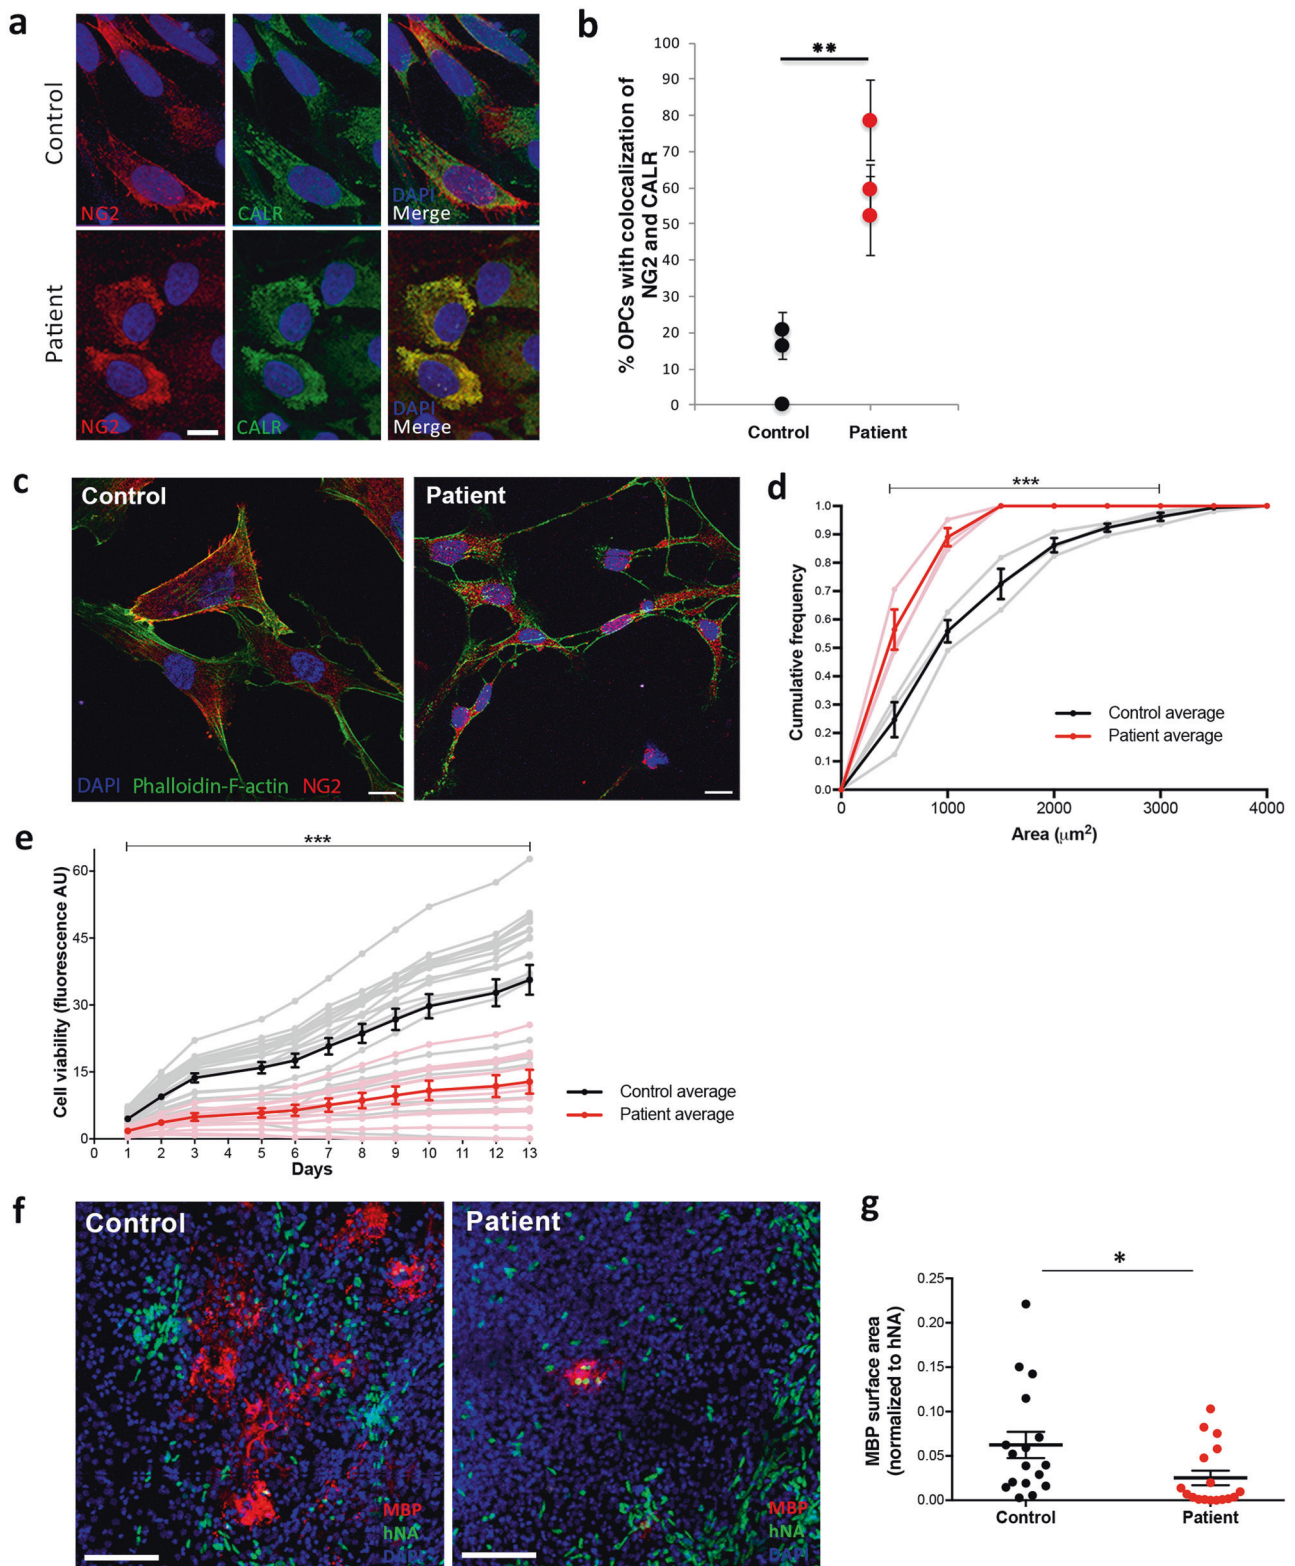 a
Control
NG2
CALR
DAPI
Merge
Patient
NG2
CALR
DAPI
Merge
b
**
% OPCs with colocalization of
NG2 and CALR
100
90
80
70
60
50
40
30
20
10
0
Control
Patient
c
Control
DAPI Phalloidin-F-actin NG2
Patient
d
***
Cumulative frequency
1.0
0.9
0.8
0.7
0.6
0.5
0.4
0.3
0.2
0.1
0.0
0 1000 2000 3000 4000
Area (μm²)
Control average
Patient average
e
***
Cell viability (fluorescence AU)
60
45
30
15
0
0 1 2 3 4 5 6 7 8 9 10 11 12 13
Days
Control average
Patient average
f
Control
MBP
hNA
DAPI
Patient
MBP
hNA
DAPI
g
*
MBP surface area
(normalized to hNA)
0.25
0.20
0.15
0.10
0.05
0.00
Control
Patient